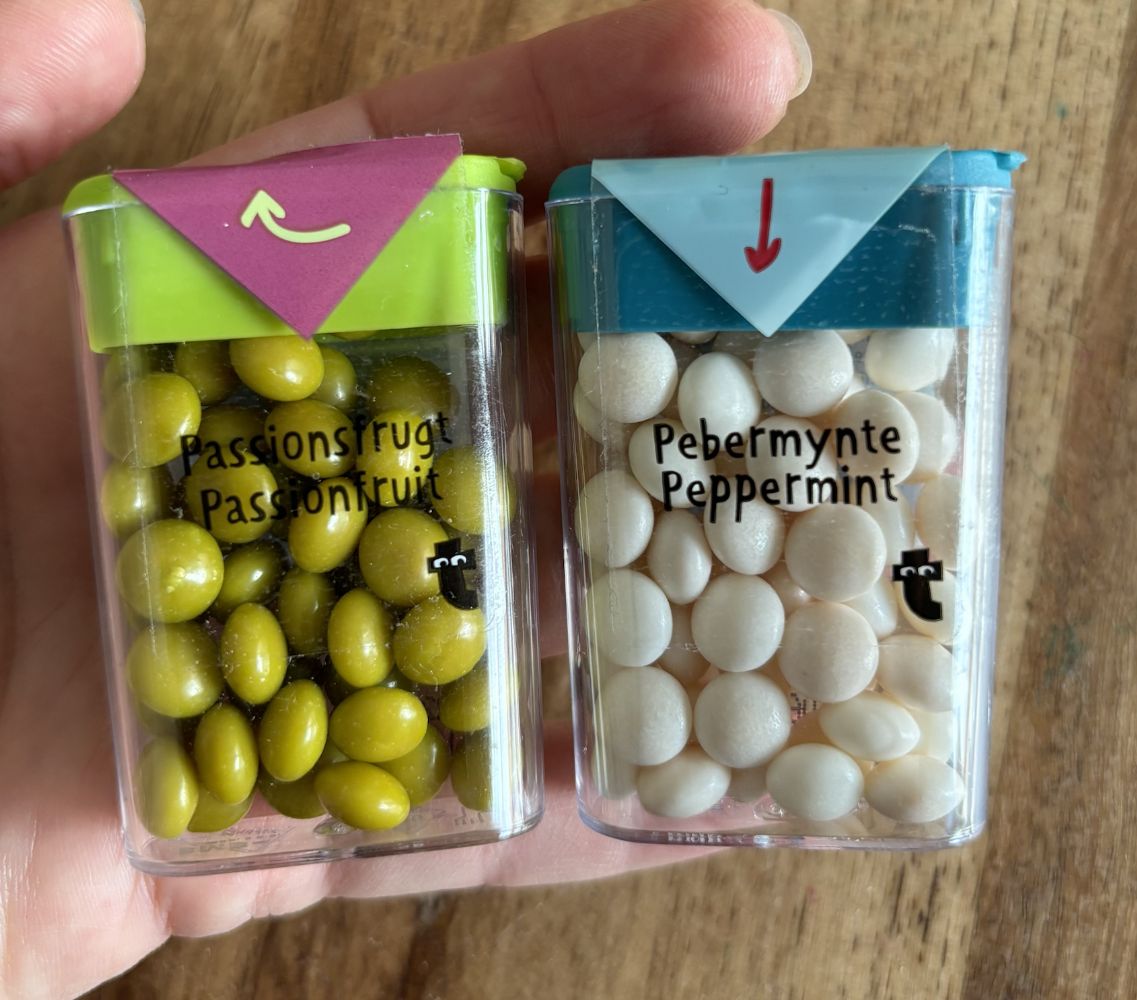 Passionsfrugt
Passionfruit
Pebermynte
Peppermint